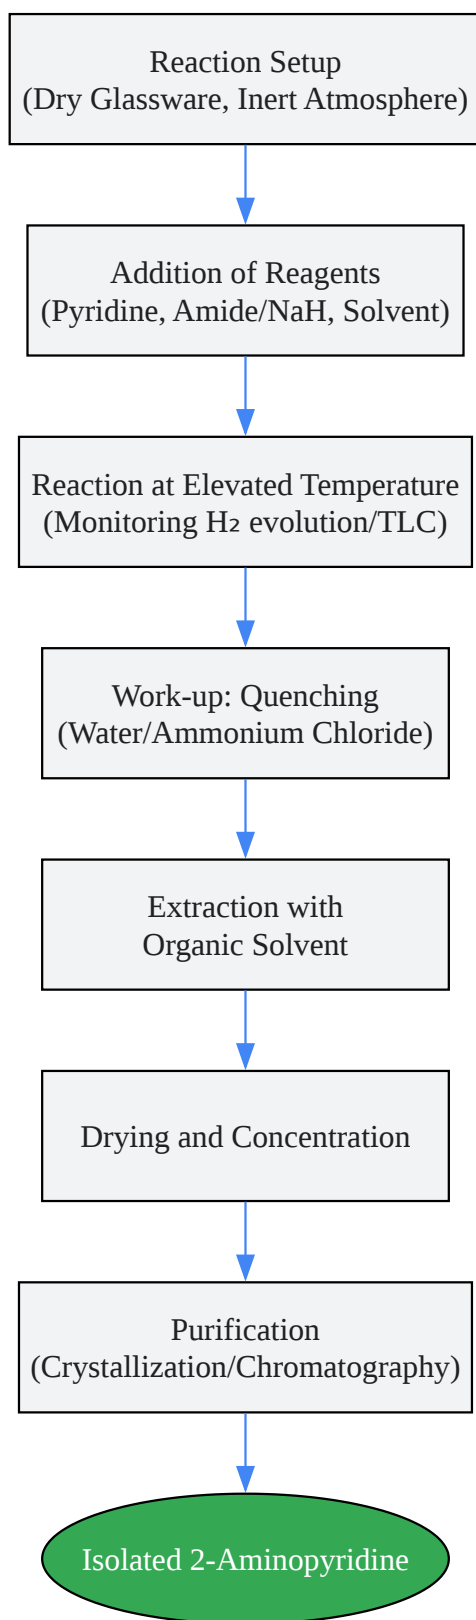 Reaction Setup
(Dry Glassware, Inert Atmosphere)
Addition of Reagents
(Pyridine, Amide/NaH, Solvent)
Reaction at Elevated Temperature
(Monitoring H₂ evolution/TLC)
Work-up: Quenching
(Water/Ammonium Chloride)
Extraction with
Organic Solvent
Drying and Concentration
Purification
(Crystallization/Chromatography)
Isolated 2-Aminopyridine